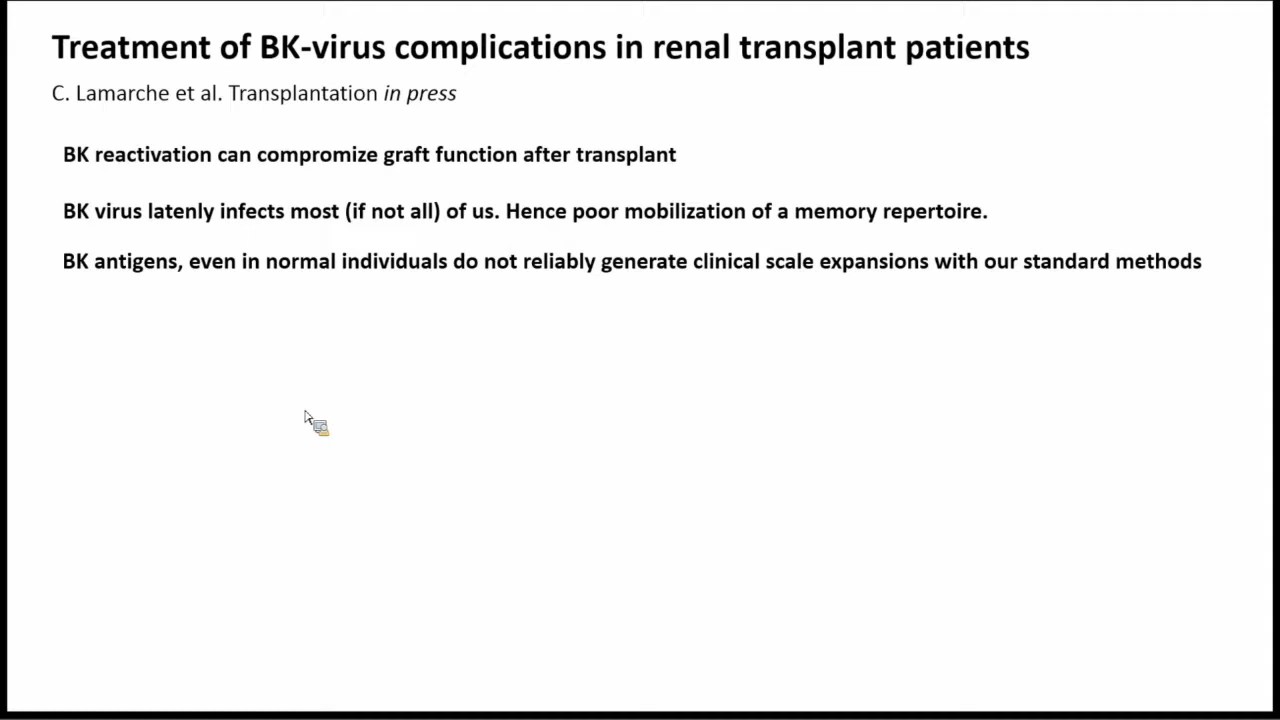 Treatment of BK-virus complications in renal transplant patients
C. Lamarche et al. Transplantation in press
BK reactivation can compromize graft function after transplant
BK virus latenly infects most (if not all) of us. Hence poor mobilization of a memory repertoire.
BK antigens, even in normal individuals do not reliably generate clinical scale expansions with our standard methods